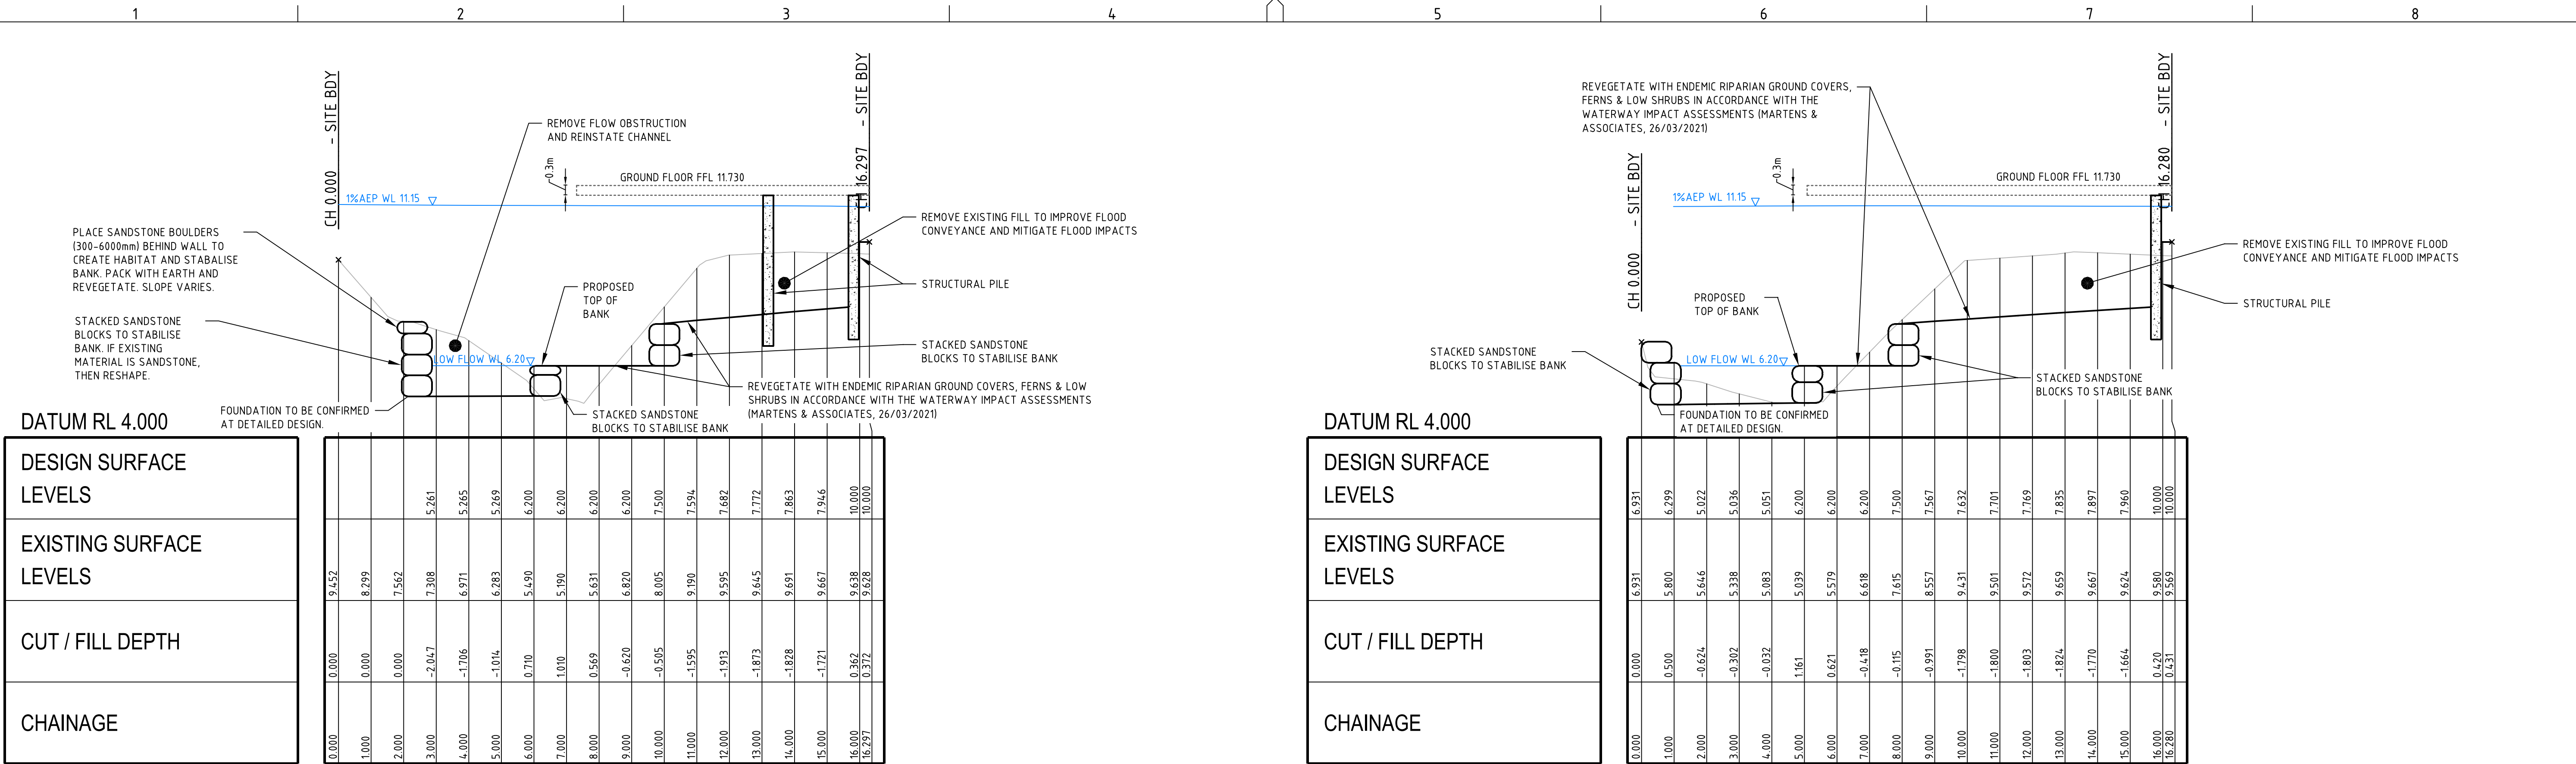 1 2 3 4 5 6 7 8
CH 0.000 - SITE BDY
CH 16.297 - SITE BDY
REMOVE FLOW OBSTRUCTION
AND REINSTATE CHANNEL
~0.3m
GROUND FLOOR FFL 11.730
1%AEP WL 11.15
PLACE SANDSTONE BOULDERS
(300-6000mm) BEHIND WALL TO
CREATE HABITAT AND STABALISE
BANK. PACK WITH EARTH AND
REVEGETATE. SLOPE VARIES.
REMOVE EXISTING FILL TO IMPROVE FLOOD
CONVEYANCE AND MITIGATE FLOOD IMPACTS
STRUCTURAL PILE
PROPOSED
TOP OF
BANK
STACKED SANDSTONE
BLOCKS TO STABILISE
BANK. IF EXISTING
MATERIAL IS SANDSTONE,
THEN RESHAPE.
LOW FLOW WL 6.20
STACKED SANDSTONE
BLOCKS TO STABILISE BANK
REVEGETATE WITH ENDEMIC RIPARIAN GROUND COVERS, FERNS & LOW
SHRUBS IN ACCORDANCE WITH THE WATERWAY IMPACT ASSESSMENTS
(MARTENS & ASSOCIATES, 26/03/2021)
FOUNDATION TO BE CONFIRMED
AT DETAILED DESIGN.
STACKED SANDSTONE
BLOCKS TO STABILISE BANK
DATUM RL 4.000
DESIGN SURFACE
LEVELS
5.261 5.265 5.269 6.200 6.200 6.200 6.200 7.500 7.594 7.682 7.772 7.863 7.946 10.000 10.000
EXISTING SURFACE
LEVELS
9.452 8.299 7.562 7.308 6.971 6.283 5.490 5.190 5.631 6.820 8.005 9.190 9.595 9.645 9.691 9.667 9.638 9.628
CUT / FILL DEPTH
0.000 0.000 0.000 -2.047 -1.706 -1.014 0.710 1.010 0.569 -0.620 -0.505 -1.595 -1.913 -1.873 -1.828 -1.721 0.362 0.372
CHAINAGE
0.000 1.000 2.000 3.000 4.000 5.000 6.000 7.000 8.000 9.000 10.000 11.000 12.000 13.000 14.000 15.000 16.000 16.297
CH 0.000 - SITE BDY
CH 16.280 - SITE BDY
REVEGETATE WITH ENDEMIC RIPARIAN GROUND COVERS,
FERNS & LOW SHRUBS IN ACCORDANCE WITH THE
WATERWAY IMPACT ASSESSMENTS (MARTENS &
ASSOCIATES, 26/03/2021)
~0.3m
GROUND FLOOR FFL 11.730
1%AEP WL 11.15
REMOVE EXISTING FILL TO IMPROVE FLOOD
CONVEYANCE AND MITIGATE FLOOD IMPACTS
PROPOSED
TOP OF BANK
STRUCTURAL PILE
STACKED SANDSTONE
BLOCKS TO STABILISE BANK
LOW FLOW WL 6.20
STACKED SANDSTONE
BLOCKS TO STABILISE BANK
FOUNDATION TO BE CONFIRMED
AT DETAILED DESIGN.
DATUM RL 4.000
DESIGN SURFACE
LEVELS
6.931 6.299 5.022 5.036 5.051 6.200 6.200 6.200 7.500 7.567 7.632 7.701 7.769 7.835 7.897 7.960 10.000 10.000
EXISTING SURFACE
LEVELS
6.931 5.800 5.646 5.338 5.083 5.039 5.579 6.618 7.615 8.557 9.431 9.501 9.572 9.659 9.667 9.624 9.580 9.569
CUT / FILL DEPTH
0.000 0.500 -0.624 -0.302 -0.032 1.161 0.621 -0.418 -0.115 -0.991 -1.798 -1.800 -1.803 -1.824 -1.770 -1.664 0.420 0.431
CHAINAGE
0.000 1.000 2.000 3.000 4.000 5.000 6.000 7.000 8.000 9.000 10.000 11.000 12.000 13.000 14.000 15.000 16.000 16.280